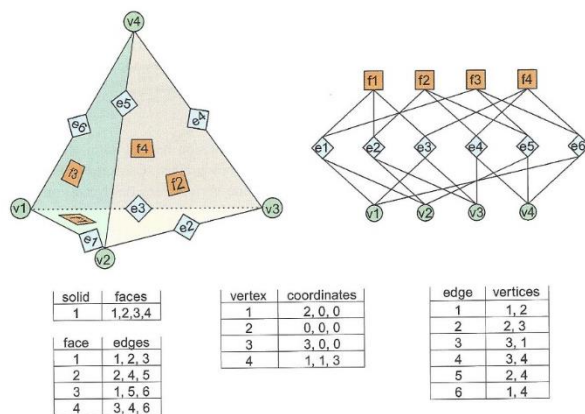 v4
e5
e6
e4
f4
f3
f2
v1
e3
v3
e1
e2
v2
f1 f2 f3 f4
e1 e2 e3 e4 e5 e6
v1 v2 v3 v4
solid faces
1 1,2,3,4
face edges
1 1, 2, 3
2 2, 4, 5
3 1, 5, 6
4 3, 4, 6
vertex coordinates
1 2, 0, 0
2 0, 0, 0
3 3, 0, 0
4 1, 1, 3
edge vertices
1 1, 2
2 2, 3
3 3, 1
4 3, 4
5 2, 4
6 1, 4